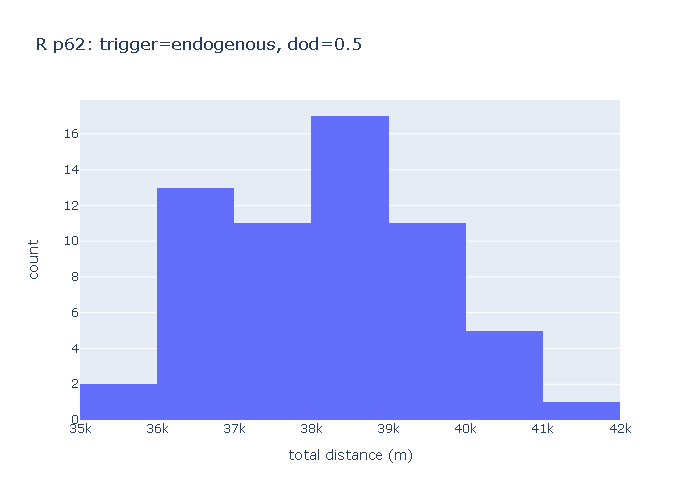 R p62: trigger=endogenous, dod=0.5
16
14
12
10
8
6
4
2
0
count
35k 36k 37k 38k 39k 40k 41k 42k
total distance (m)